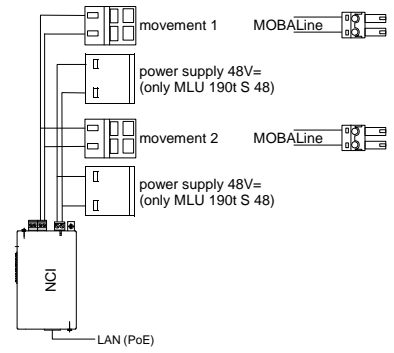 movement 1
MOBALine
power supply 48V=
(only MLU 190t S 48)
movement 2
MOBALine
power supply 48V=
(only MLU 190t S 48)
NCI
LAN (PoE)